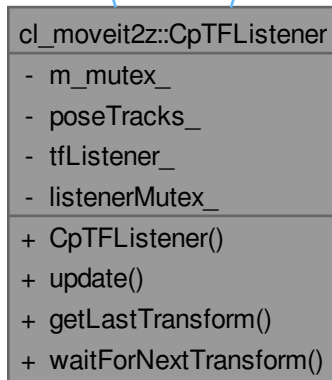 cl_moveit2z::CpTFListener
- m_mutex_
- poseTracks_
- tfListener_
- listenerMutex_
+ CpTFListener()
+ update()
+ getLastTransform()
+ waitForNextTransform()